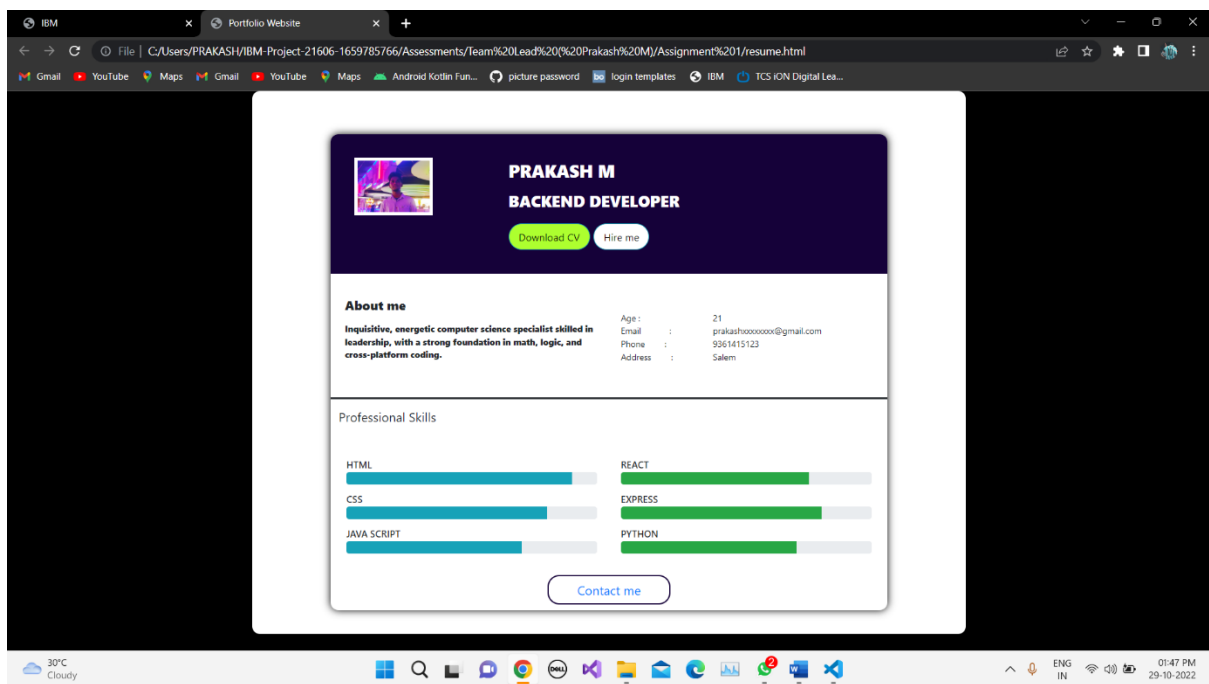 IBM
Portfolio Website
File | C:/Users/PRAKASH/IBM-Project-21606-1659785766/Assessments/Team%20Lead%20(%20Prakash%20M)/Assignment%201/resume.html
Gmail YouTube Maps Gmail YouTube Maps Android Kotlin Fun... picture password bo login templates IBM TCS iON Digital Lea...
PRAKASH M
BACKEND DEVELOPER
Download CV Hire me
About me
Inquisitive, energetic computer science specialist skilled in
leadership, with a strong foundation in math, logic, and
cross-platform coding.
Age : 21
Email : prakashxxxxxxxx@gmail.com
Phone : 9361415123
Address : Salem
Professional Skills
HTML
CSS
JAVA SCRIPT
REACT
EXPRESS
PYTHON
Contact me
30°C
Cloudy
DELL
2
ENG
IN
01:47 PM
29-10-2022